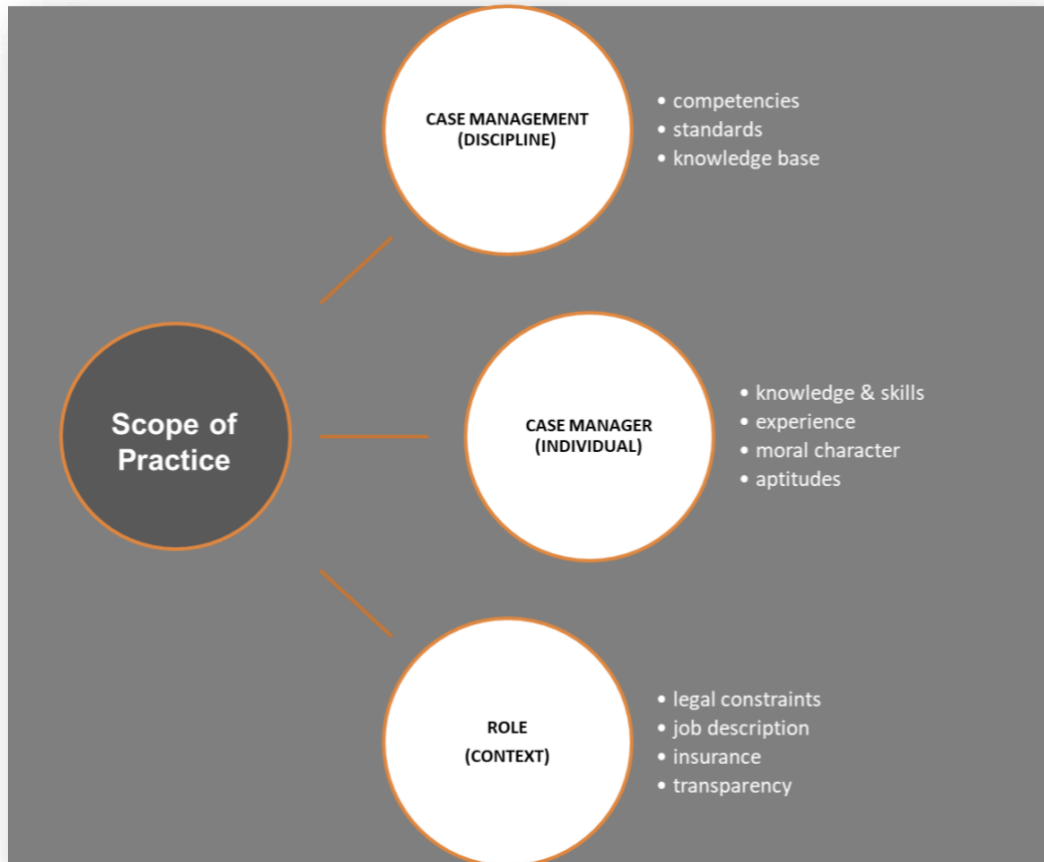 CASE MANAGEMENT
(DISCIPLINE)
• competencies
• standards
• knowledge base
Scope of
Practice
CASE MANAGER
(INDIVIDUAL)
• knowledge & skills
• experience
• moral character
• aptitudes
ROLE
(CONTEXT)
• legal constraints
• job description
• insurance
• transparency